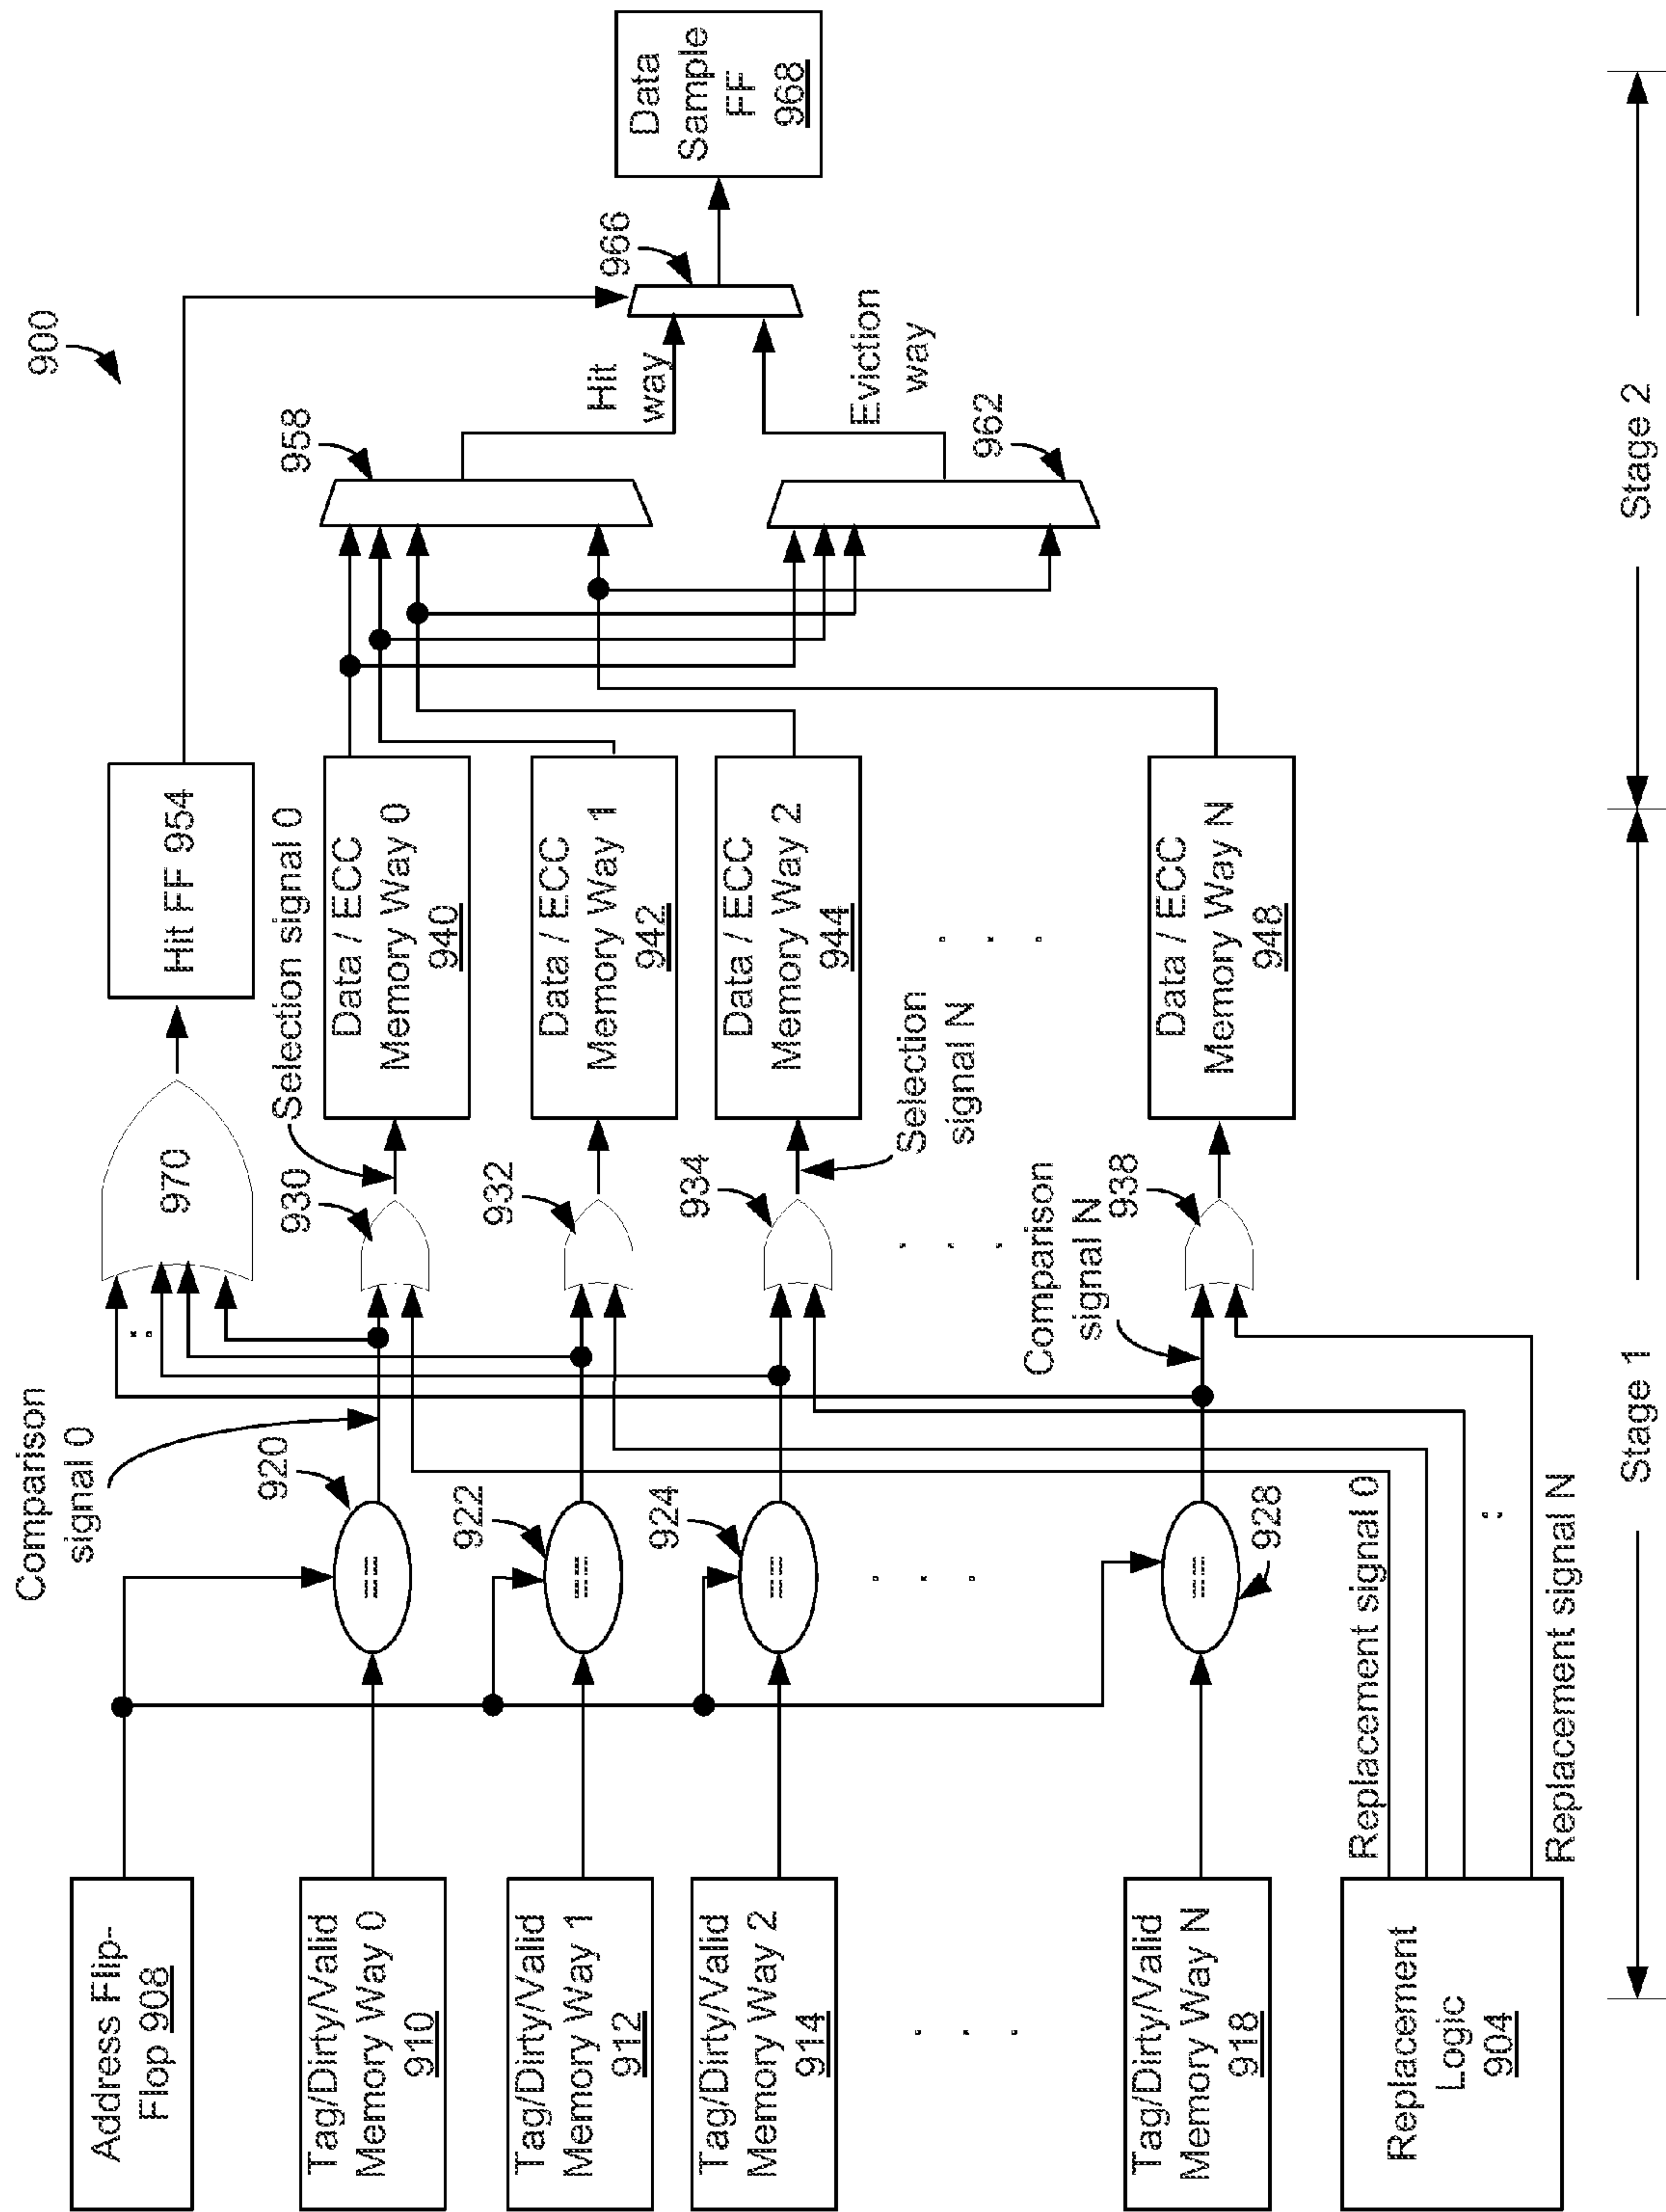 900
Address Flip-
Flop 908
Tag/Dirty/Valid
Memory Way 0
910
Tag/Dirty/Valid
Memory Way 1
912
Tag/Dirty/Valid
Memory Way 2
914
. . .
Tag/Dirty/Valid
Memory Way N
918
Replacement
Logic
904
Replacement signal 0
Replacement signal N
Comparison
signal 0
920
==
922
==
924
==
. . .
928
==
Comparison
signal N
970
930
932
934
. . .
938
Selection signal 0
Selection
signal N
Hit FF 954
Data / ECC
Memory Way 0
940
Data / ECC
Memory Way 1
942
Data / ECC
Memory Way 2
944
. . .
Data / ECC
Memory Way N
948
958
962
Hit
way
Eviction
way
966
Data
Sample
FF
968
Stage 1
Stage 2